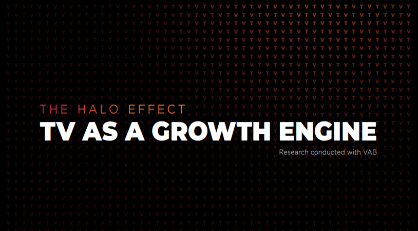 THE HALO EFFECT
TV AS A GROWTH ENGINE
Research conducted with VAB